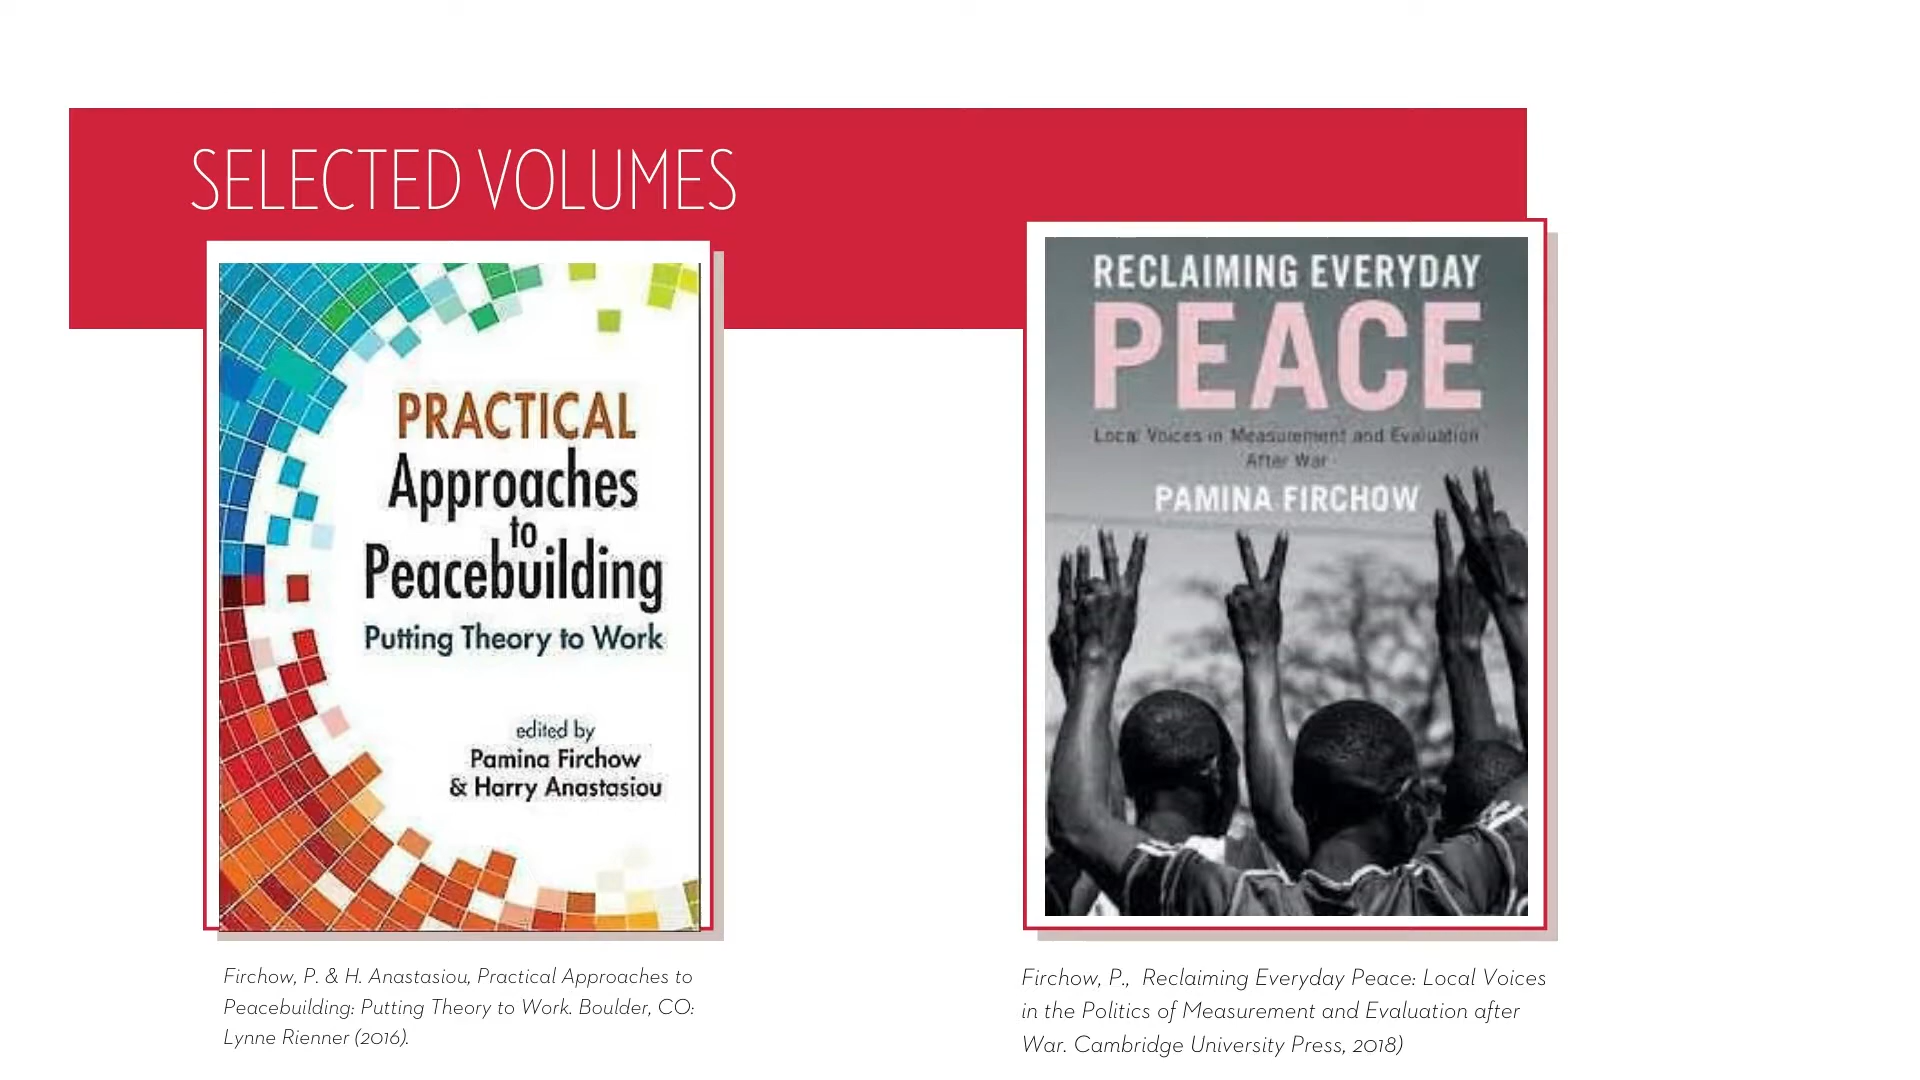 SELECTED VOLUMES
PRACTICAL
Approaches
to
Peacebuilding
Putting Theory to Work
edited by
Pamina Firchow
& Harry Anastasiou
Firchow, P. & H. Anastasiou, Practical Approaches to
Peacebuilding: Putting Theory to Work. Boulder, CO:
Lynne Rienner (2016).
RECLAIMING EVERYDAY
PEACE
Local Voices in Measurement and Evaluation
After War
PAMINA FIRCHOW
Firchow, P., Reclaiming Everyday Peace: Local Voices
in the Politics of Measurement and Evaluation after
War. Cambridge University Press, 2018)